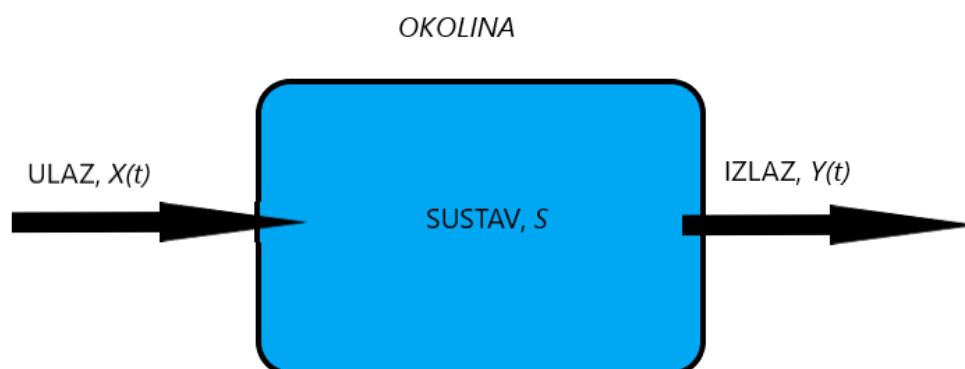 OKOLINA
ULAZ, X(t)
SUSTAV, S
IZLAZ, Y(t)